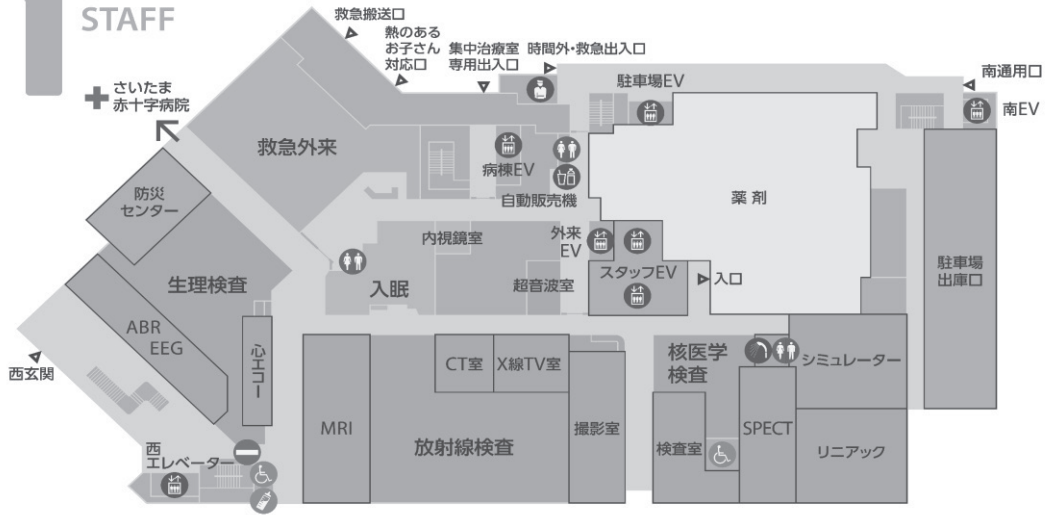 STAFF
救急搬送口
熱のある
お子さん
対応口
集中治療室
専用出入口
時間外・救急出入口
駐車場EV
南通用口
南EV
さいたま
赤十字病院
救急外来
病棟EV
自動販売機
薬剤
防災
センター
内視鏡室
外来
EV
スタッフEV
入口
駐車場
出庫口
生理検査
入眠
超音波室
ABR
EEG
心エコー
西玄関
CT室
X線TV室
核医学
検査
シミュレーター
MRI
放射線検査
撮影室
検査室
SPECT
リニアック
西
エレベーター